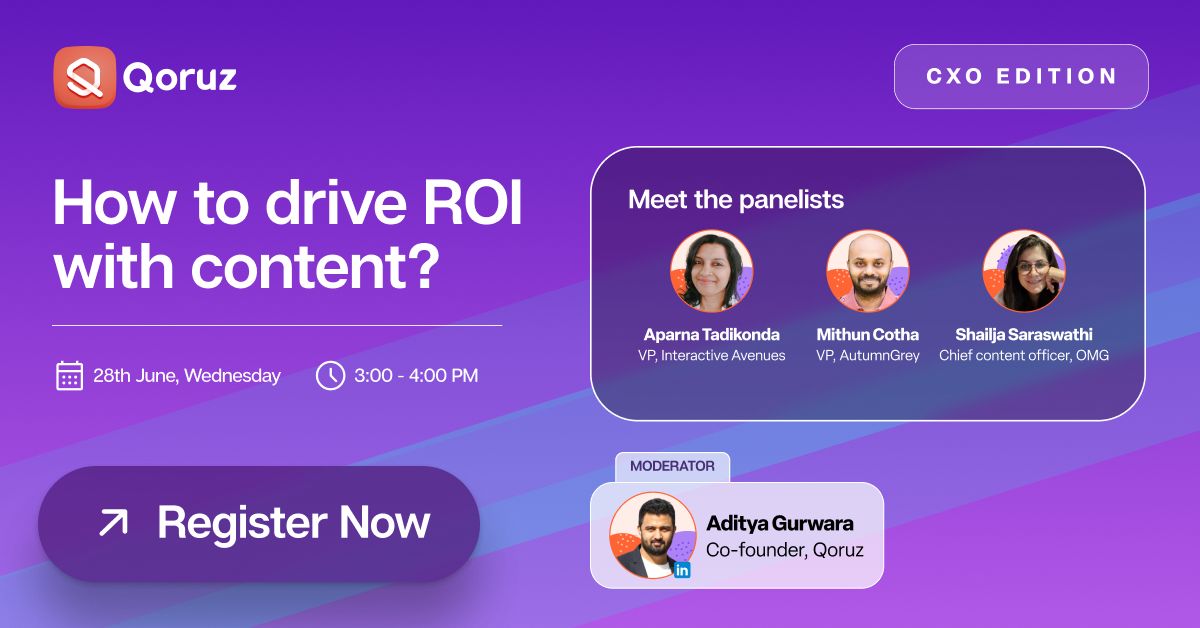 Qoruz
CXO EDITION
How to drive ROI
with content?
28th June, Wednesday
3:00 - 4:00 PM
Register Now
Meet the panelists
Aparna Tadikonda
VP, Interactive Avenues
Mithun Cotha
VP, AutumnGrey
Shailja Saraswathi
Chief content officer, OMG
MODERATOR
Aditya Gurwara
Co-founder, Qoruz
in